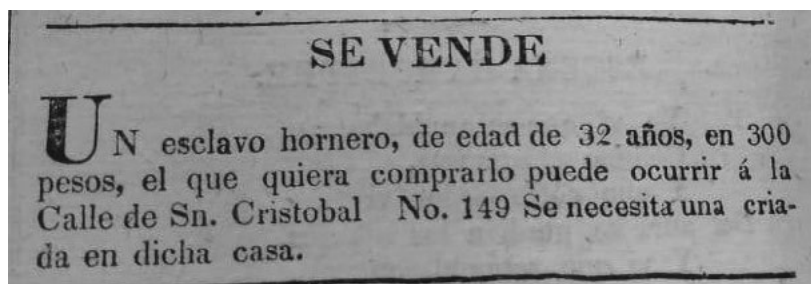 SE VENDE
UN esclavo hornero, de edad de 32 años, en 300
pesos, el que quiera comprarlo puede ocurrir á la
Calle de Sn. Cristobal No. 149 Se necesita una cria-
da en dicha casa.